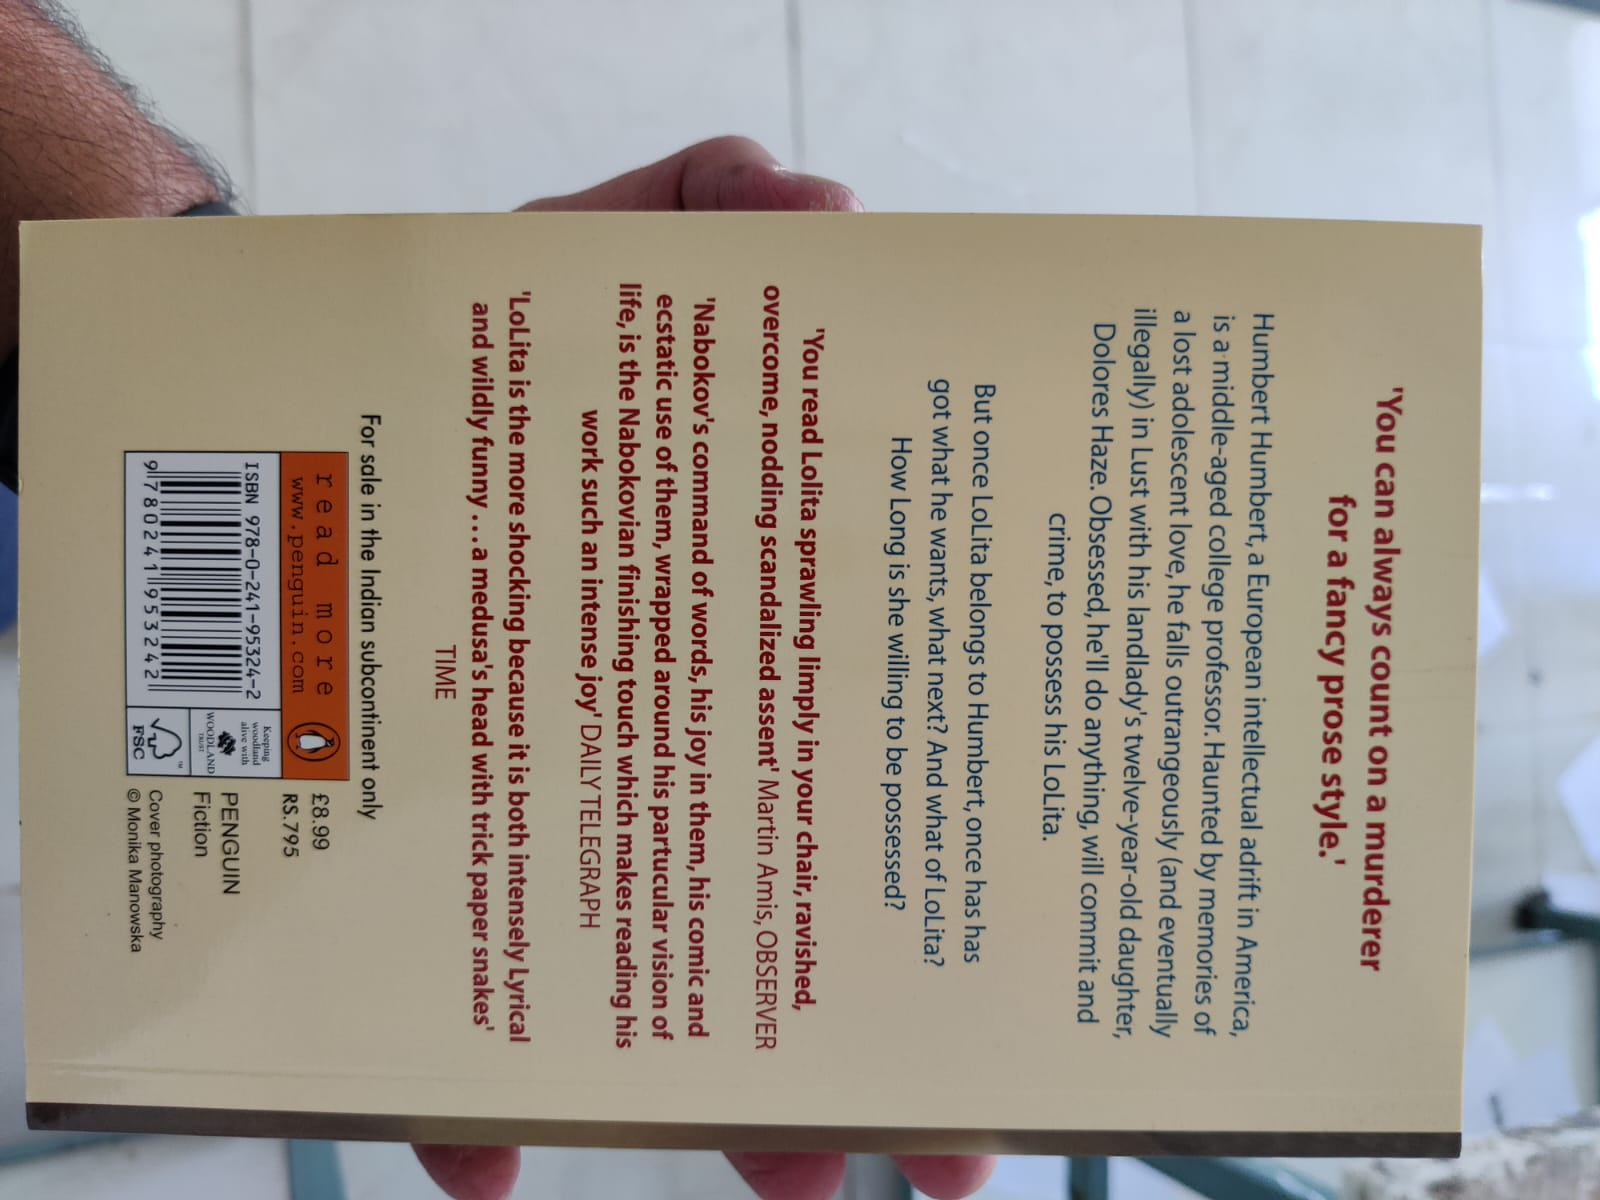 'You can always count on a murderer
for a fancy prose style.'
Humbert Humbert, a European intellectual adrift in America,
is a middle-aged college professor. Haunted by memories of
a lost adolescent love, he falls outrangeously (and eventually
illegally) in Lust with his landlady's twelve-year-old daughter,
Dolores Haze. Obsessed, he'll do anything, will commit and
crime, to possess his LoLita.
But once LoLita belongs to Humbert, once has has
got what he wants, what next? And what of LoLita?
How Long is she willing to be possessed?
'You read Lolita sprawling limply in your chair, ravished,
overcome, nodding scandalized assent' Martin Amis, OBSERVER
'Nabokov's command of words, his joy in them, his comic and
ecstatic use of them, wrapped around his partucular vision of
life, is the Nabokovian finishing touch which makes reading his
work such an intense joy' DAILY TELEGRAPH
'LoLita is the more shocking because it is both intensely Lyrical
and wildly funny ... a medusa's head with trick paper snakes'
TIME
For sale in the Indian subcontinent only
read more
www.penguin.com
£8.99
RS.795
ISBN 978-0-241-95324-2
9 780241 953242
Keeping
woodland
alive with
WOODLAND
TRUST
FSC
TM
PENGUIN
Fiction
Cover photography
© Monika Manowska